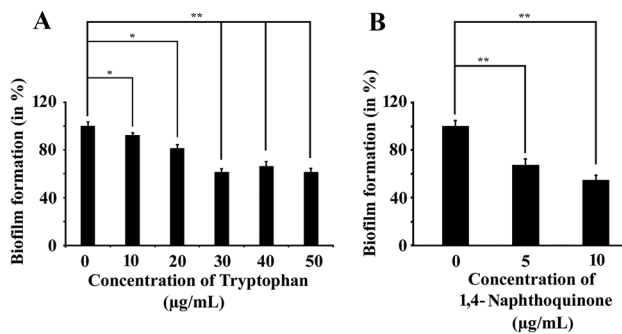 A
**
*
*
Biofilm formation (in %)
120
80
40
0
0 10 20 30 40 50
Concentration of Tryptophan
(µg/mL)
B
**
**
Biofilm formation (in %)
120
80
40
0
0 5 10
Concentration of
1,4- Naphthoquinone
(µg/mL)